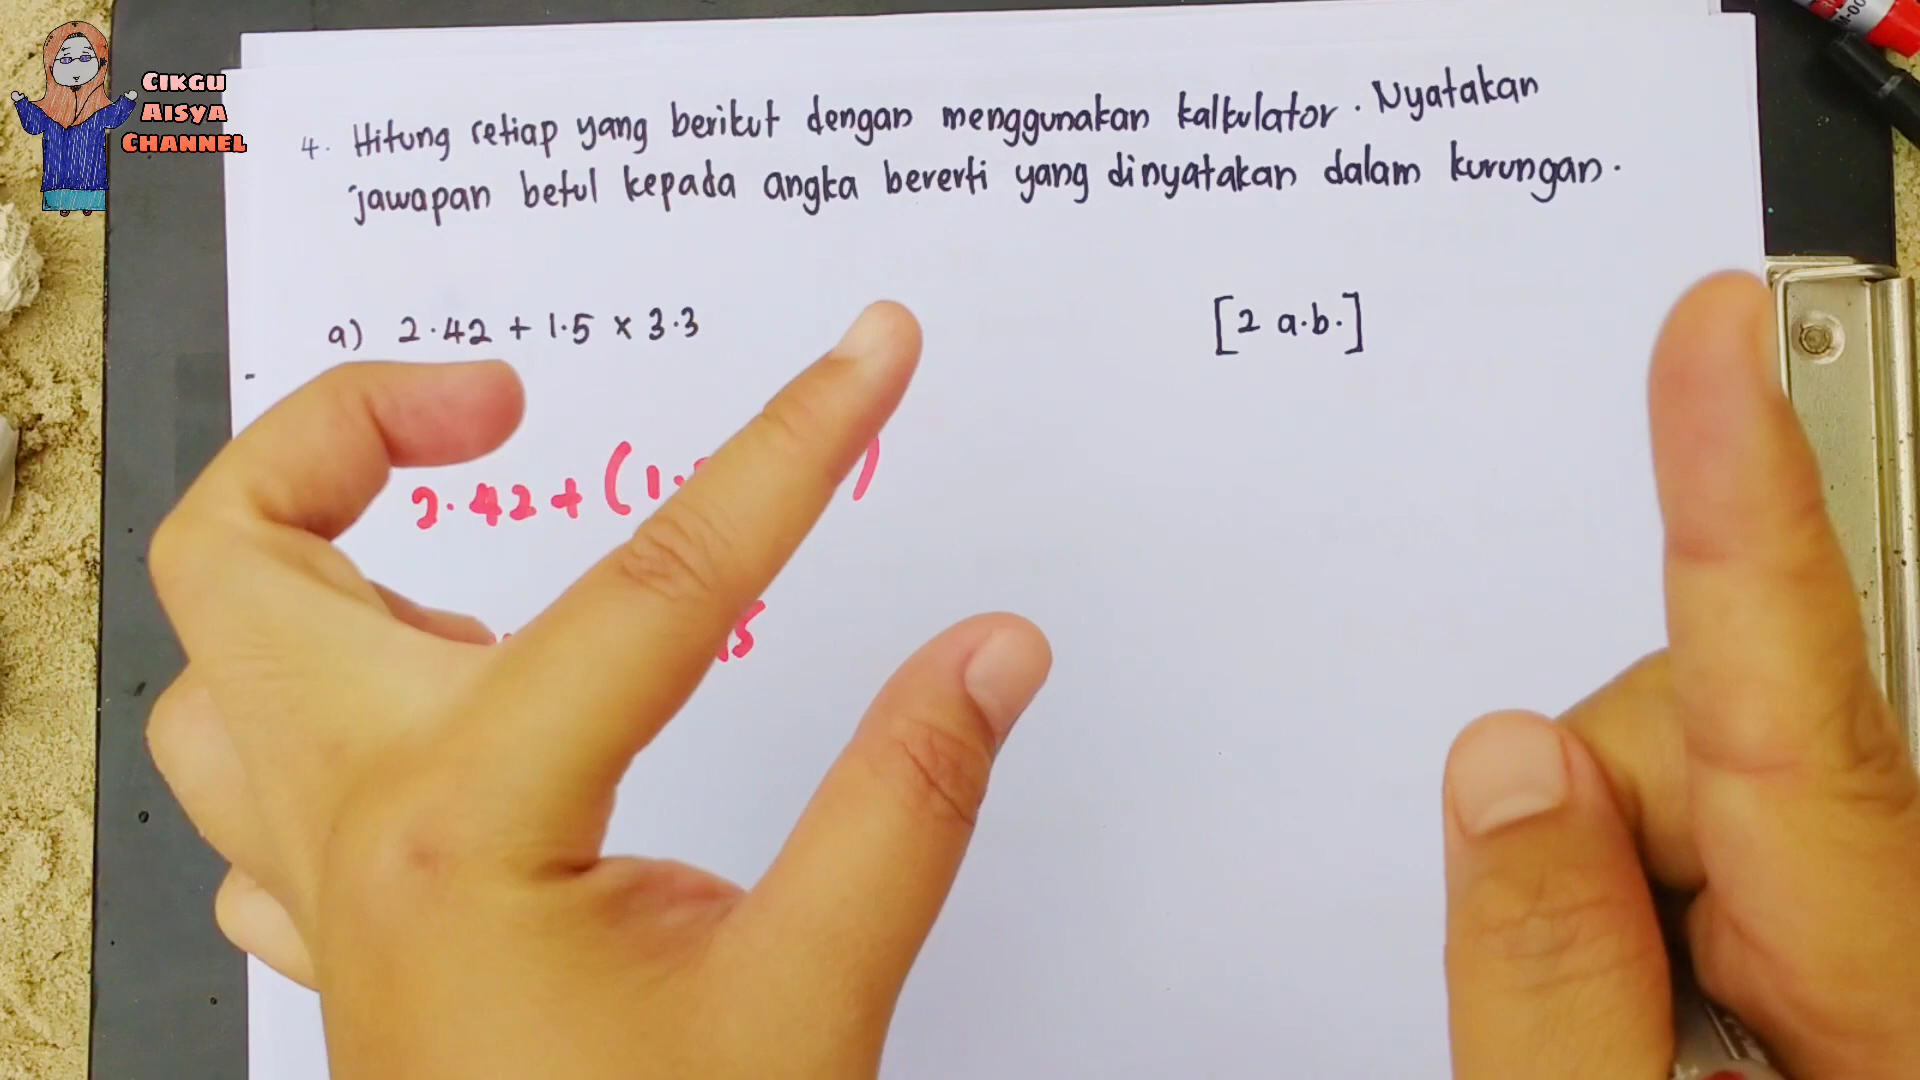 CIKGU
AISYA
CHANNEL
4. Hitung setiap yang berikut dengan menggunakan kalkulator. Nyatakan
jawapan betul kepada angka bererti yang dinyatakan dalam kurungan.
a) 2.42 + 1.5 × 3.3 [2 a.b.]
2.42 + (1. )